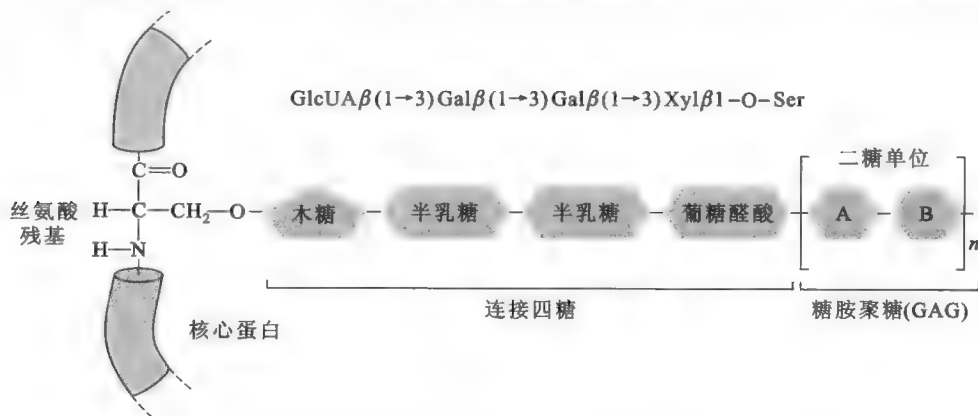 GlcUAβ(1→3)Galβ(1→3)Galβ(1→3)Xylβ1-O-Ser
二糖单位
C=O
丝氨酸
残基
H-C-CH₂-O-
木糖
半乳糖
半乳糖
葡糖醛酸
A
B
n
H-N
连接四糖
糖胺聚糖(GAG)
核心蛋白